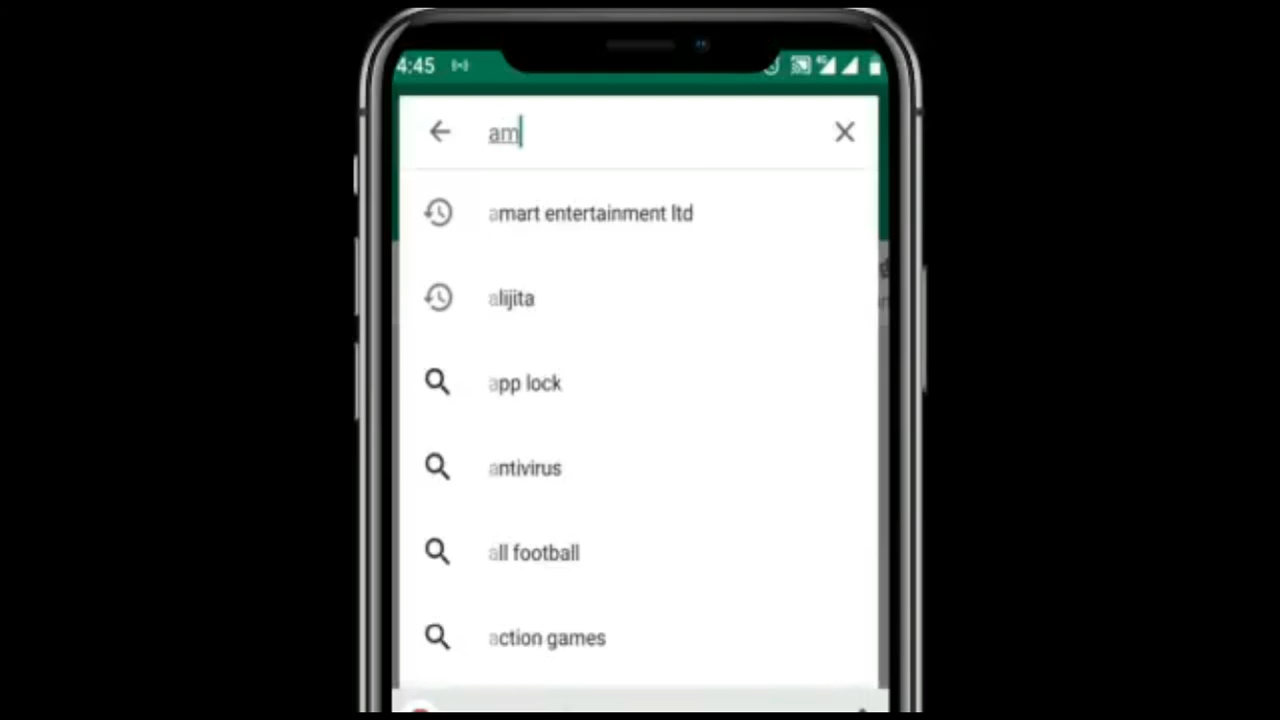 4:45
am
amart entertainment ltd
alijita
app lock
antivirus
all football
action games